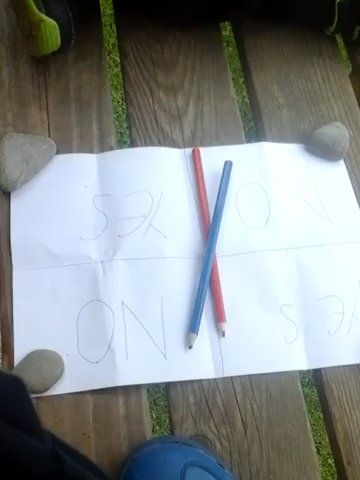 YES NO
NO YES